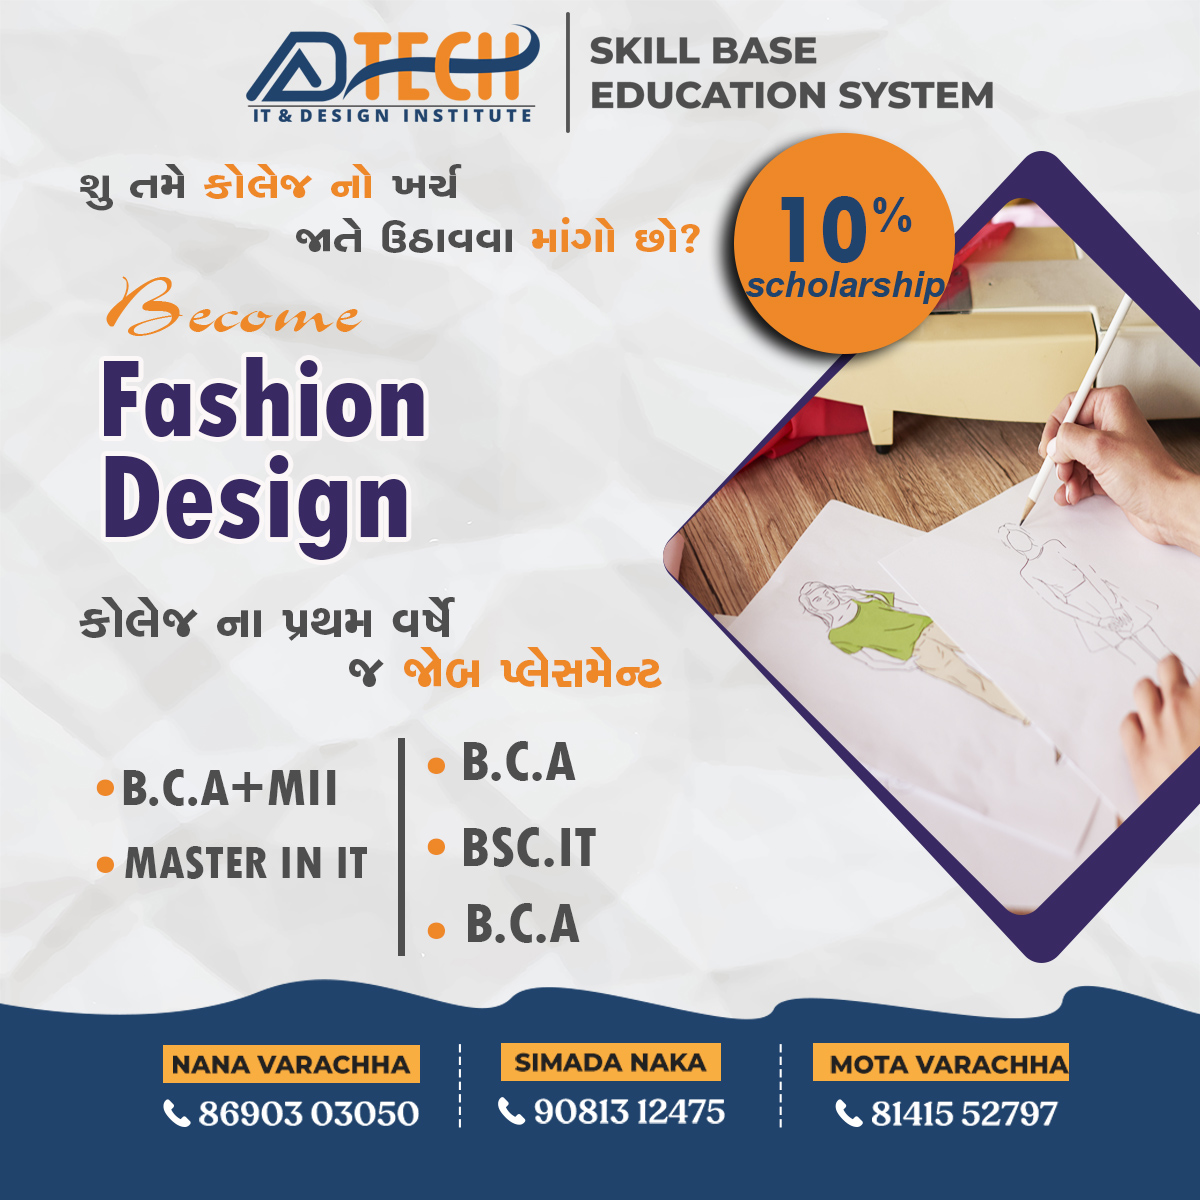 ADTECH
IT & DESIGN INSTITUTE
SKILL BASE
EDUCATION SYSTEM
શુ તમે કોલેજ નો ખર્ચ
જાતે ઉઠાવવા માંગો છો?
10%
scholarship
Become
Fashion
Design
કોલેજ ના પ્રથમ વર્ષે
જ જોબ પ્લેસમેન્ટ
• B.C.A+MII
• MASTER IN IT
• B.C.A
• BSC.IT
• B.C.A
NANA VARACHHA
86903 03050
SIMADA NAKA
90813 12475
MOTA VARACHHA
81415 52797